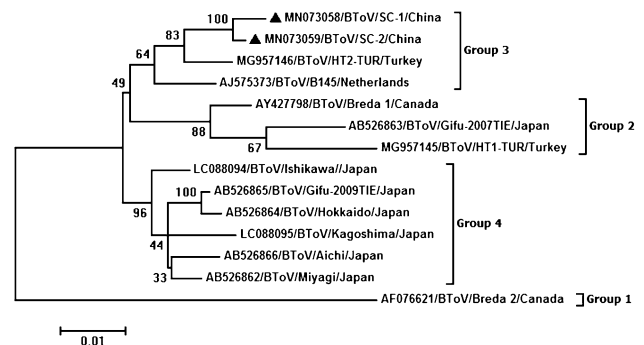 100
MN073058/BToV/SC-1/China
83
MN073059/BToV/SC-2/China
64
MG957146/BToV/HT2-TUR/Turkey
Group 3
49
AJ575373/BToV/B145/Netherlands
AY427798/BToV/Breda 1/Canada
88
AB526863/BToV/Gifu-2007TIE/Japan
Group 2
67
MG957145/BToV/HT1-TUR/Turkey
LC088094/BToV/Ishikawa//Japan
100
AB526865/BToV/Gifu-2009TIE/Japan
96
AB526864/BToV/Hokkaido/Japan
Group 4
44
LC088095/BToV/Kagoshima/Japan
AB526866/BToV/Aichi/Japan
33
AB526862/BToV/Miyagi/Japan
AF076621/BToV/Breda 2/Canada
Group 1
0.01